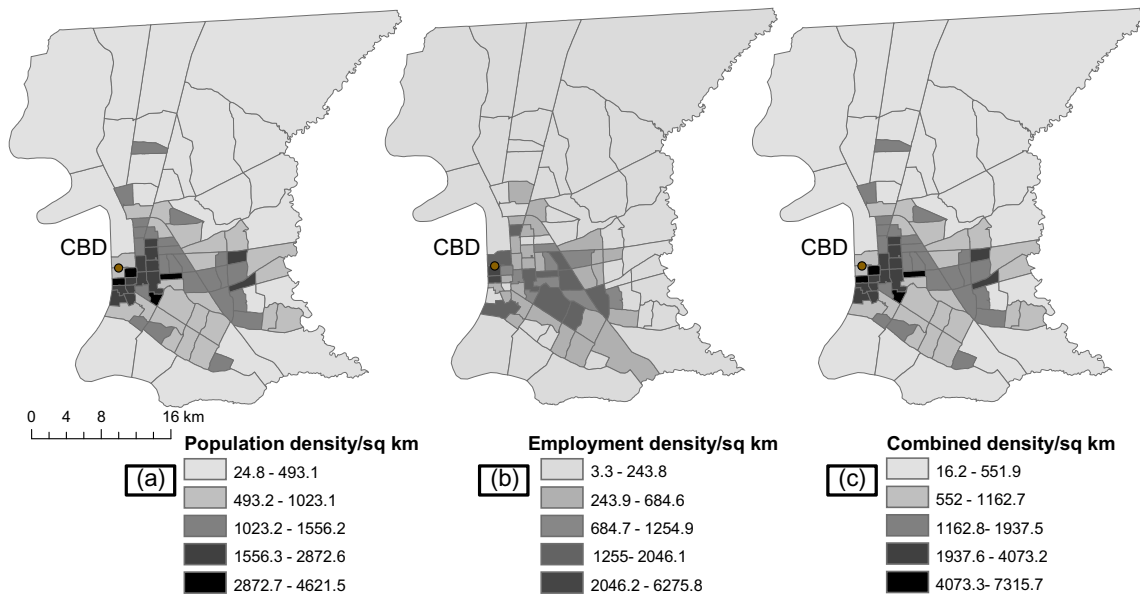 CBD CBD CBD
0 4 8 16 km
Population density/sq km
(a)
24.8 - 493.1
493.2 - 1023.1
1023.2 - 1556.2
1556.3 - 2872.6
2872.7 - 4621.5
Employment density/sq km
(b)
3.3 - 243.8
243.9 - 684.6
684.7 - 1254.9
1255- 2046.1
2046.2 - 6275.8
Combined density/sq km
(c)
16.2 - 551.9
552 - 1162.7
1162.8- 1937.5
1937.6 - 4073.2
4073.3- 7315.7